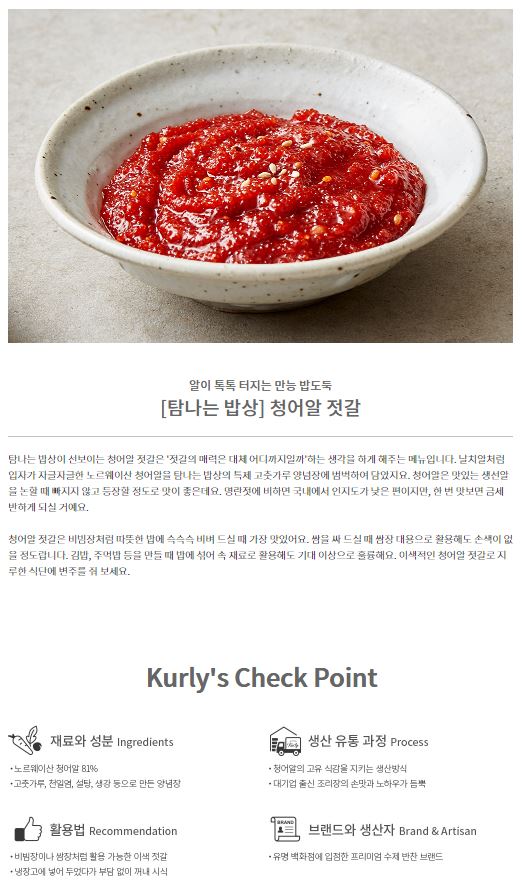 알이 톡톡 터지는 만능 밥도둑
[탐나는 밥상] 청어알 젓갈
탐나는 밥상이 선보이는 청어알 젓갈은 '젓갈의 매력은 대체 어디까지일까'하는 생각을 하게 해주는 메뉴입니다. 날치알처럼
입자가 자글자글한 노르웨이산 청어알을 탐나는 밥상의 특제 고춧가루 양념장에 범벅하여 담았지요. 청어알은 맛있는 생선알
을 논할 때 빠지지 않고 등장할 정도로 맛이 좋은데요. 명란젓에 비하면 국내에서 인지도가 낮은 편이지만, 한 번 맛보면 금세
반하게 되실 거예요.
청어알 젓갈은 비빔장처럼 따뜻한 밥에 슥슥슥 비벼 드실 때 가장 맛있어요. 쌈을 싸 드실 때 쌈장 대용으로 활용해도 손색이 없
을 정도랍니다. 김밥, 주먹밥 등을 만들 때 밥에 섞어 속 재료로 활용해도 기대 이상으로 훌륭해요. 이색적인 청어알 젓갈로 지
루한 식단에 변주를 줘 보세요.
Kurly's Check Point
재료와 성분 Ingredients
• 노르웨이산 청어알 81%
• 고춧가루, 천일염, 설탕, 생강 등으로 만든 양념장
생산 유통 과정 Process
• 청어알의 고유 식감을 지키는 생산방식
• 대기업 출신 조리장의 손맛과 노하우가 듬뿍
활용법 Recommendation
• 비빔장이나 쌈장처럼 활용 가능한 이색 젓갈
• 냉장고에 넣어 두었다가 부담 없이 꺼내 시식
BRAND
브랜드와 생산자 Brand & Artisan
• 유명 백화점에 입점한 프리미엄 수제 반찬 브랜드